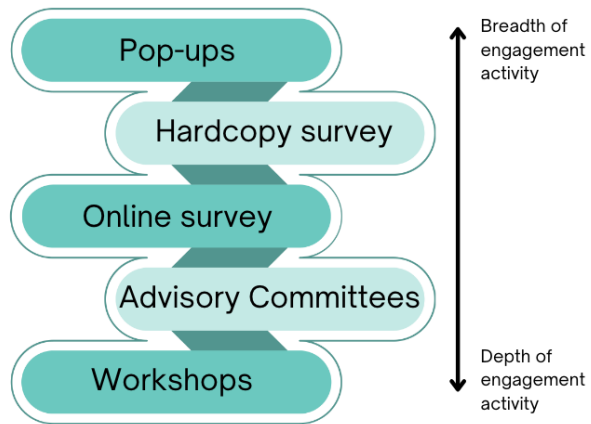 Pop-ups
Hardcopy survey
Online survey
Advisory Committees
Workshops
Breadth of
engagement
activity
Depth of
engagement
activity